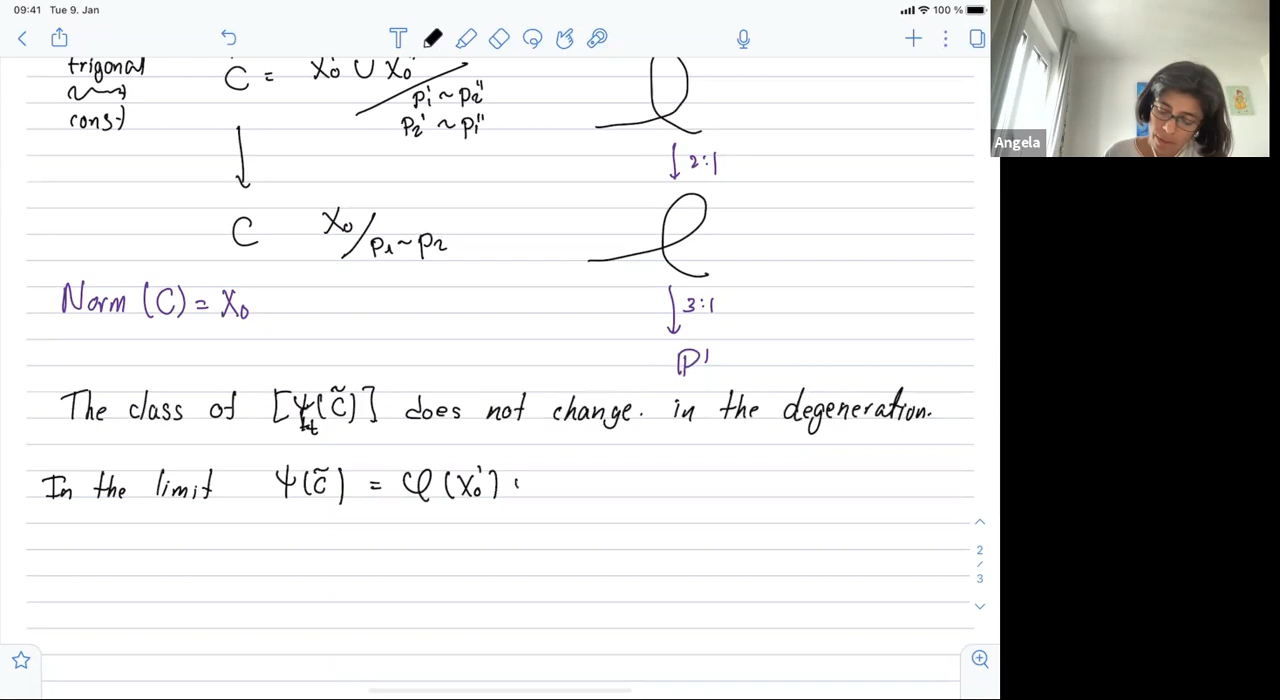 09:41 Tue 9. Jan
100 %
Angela
trigonal
const
C̃ = X₀' ∪ X₀''
p₁' ~ p₂''
p₂' ~ p₁''
↓ 2:1
C X₀/p₁~p₂
Norm (C) = X₀
↓ 3:1
ℙ¹
The class of [Ψₜ(C̃)] does not change. in the degeneration.
In the limit Ψ(C̃) = φ(X₀')
2
/
3